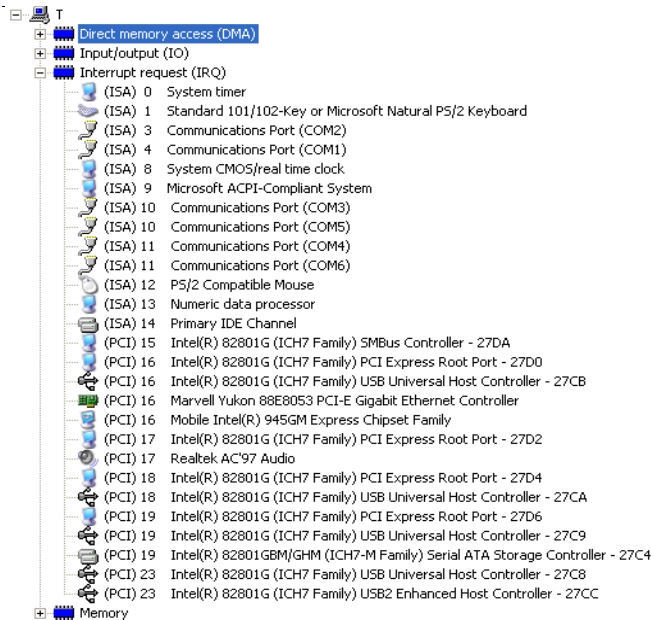 T
Direct memory access (DMA)
Input/output (IO)
Interrupt request (IRQ)
(ISA) 0 System timer
(ISA) 1 Standard 101/102-Key or Microsoft Natural PS/2 Keyboard
(ISA) 3 Communications Port (COM2)
(ISA) 4 Communications Port (COM1)
(ISA) 8 System CMOS/real time clock
(ISA) 9 Microsoft ACPI-Compliant System
(ISA) 10 Communications Port (COM3)
(ISA) 10 Communications Port (COM5)
(ISA) 11 Communications Port (COM4)
(ISA) 11 Communications Port (COM6)
(ISA) 12 PS/2 Compatible Mouse
(ISA) 13 Numeric data processor
(ISA) 14 Primary IDE Channel
(PCI) 15 Intel(R) 82801G (ICH7 Family) SMBus Controller - 27DA
(PCI) 16 Intel(R) 82801G (ICH7 Family) PCI Express Root Port - 27D0
(PCI) 16 Intel(R) 82801G (ICH7 Family) USB Universal Host Controller - 27CB
(PCI) 16 Marvell Yukon 88E8053 PCI-E Gigabit Ethernet Controller
(PCI) 16 Mobile Intel(R) 945GM Express Chipset Family
(PCI) 17 Intel(R) 82801G (ICH7 Family) PCI Express Root Port - 27D2
(PCI) 17 Realtek AC'97 Audio
(PCI) 18 Intel(R) 82801G (ICH7 Family) PCI Express Root Port - 27D4
(PCI) 18 Intel(R) 82801G (ICH7 Family) USB Universal Host Controller - 27CA
(PCI) 19 Intel(R) 82801G (ICH7 Family) PCI Express Root Port - 27D6
(PCI) 19 Intel(R) 82801G (ICH7 Family) USB Universal Host Controller - 27C9
(PCI) 19 Intel(R) 82801GBM/GHM (ICH7-M Family) Serial ATA Storage Controller - 27C4
(PCI) 23 Intel(R) 82801G (ICH7 Family) USB Universal Host Controller - 27C8
(PCI) 23 Intel(R) 82801G (ICH7 Family) USB2 Enhanced Host Controller - 27CC
Memory